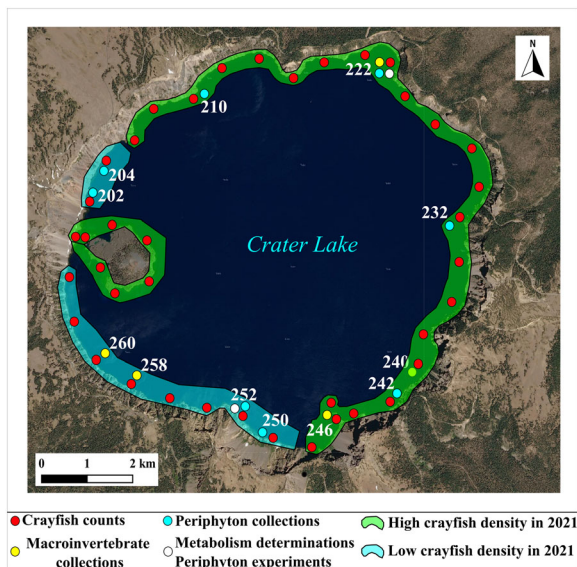 N
222
210
204
202
232
Crater Lake
260
258
240
252
242
250
246
0 1 2 km
Crayfish counts
Periphyton collections
High crayfish density in 2021
Macroinvertebrate
collections
Metabolism determinations
Periphyton experiments
Low crayfish density in 2021